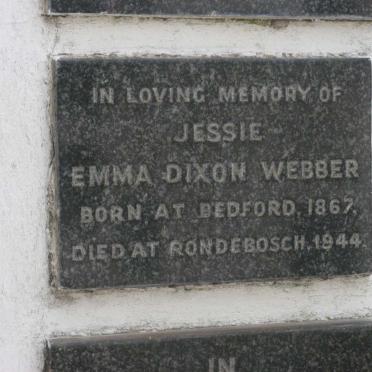 IN LOVING MEMORY OF
JESSIE
EMMA DIXON WEBBER
BORN AT BEDFORD, 1867.
DIED AT RONDEBOSCH, 1944.
IN